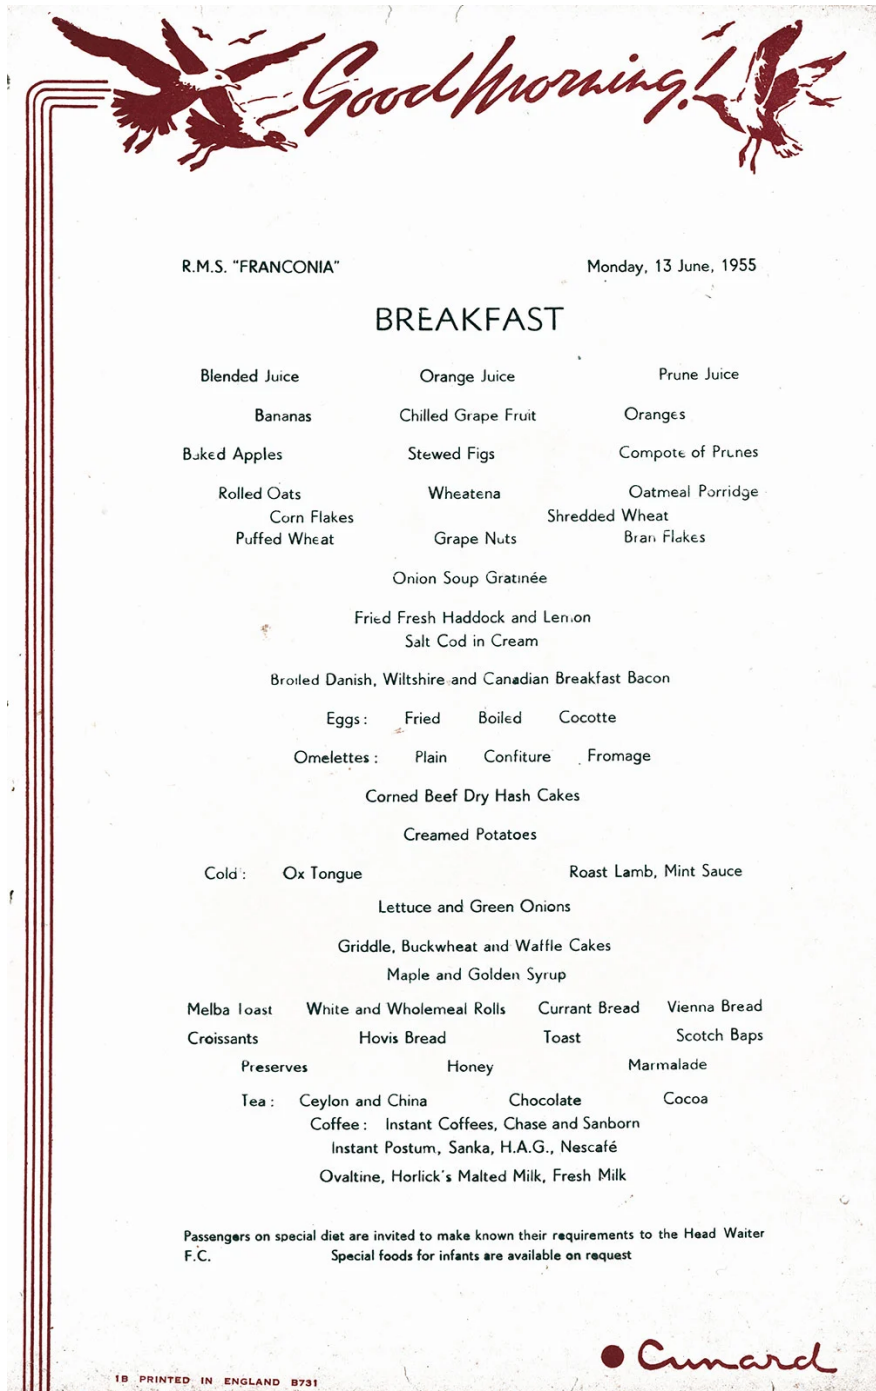 Good Morning!
R.M.S. "FRANCONIA" Monday, 13 June, 1955
BREAKFAST
Blended Juice Orange Juice Prune Juice
Bananas Chilled Grape Fruit Oranges
Baked Apples Stewed Figs Compote of Prunes
Rolled Oats Wheatena Oatmeal Porridge
Corn Flakes Shredded Wheat
Puffed Wheat Grape Nuts Bran Flakes
Onion Soup Gratinée
Fried Fresh Haddock and Lemon
Salt Cod in Cream
Broiled Danish, Wiltshire and Canadian Breakfast Bacon
Eggs : Fried Boiled Cocotte
Omelettes : Plain Confiture Fromage
Corned Beef Dry Hash Cakes
Creamed Potatoes
Cold : Ox Tongue Roast Lamb, Mint Sauce
Lettuce and Green Onions
Griddle, Buckwheat and Waffle Cakes
Maple and Golden Syrup
Melba Toast White and Wholemeal Rolls Currant Bread Vienna Bread
Croissants Hovis Bread Toast Scotch Baps
Preserves Honey Marmalade
Tea : Ceylon and China Chocolate Cocoa
Coffee : Instant Coffees, Chase and Sanborn
Instant Postum, Sanka, H.A.G., Nescafé
Ovaltine, Horlick's Malted Milk, Fresh Milk
Passengers on special diet are invited to make known their requirements to the Head Waiter
F.C. Special foods for infants are available on request
Cunard
1B PRINTED IN ENGLAND B731